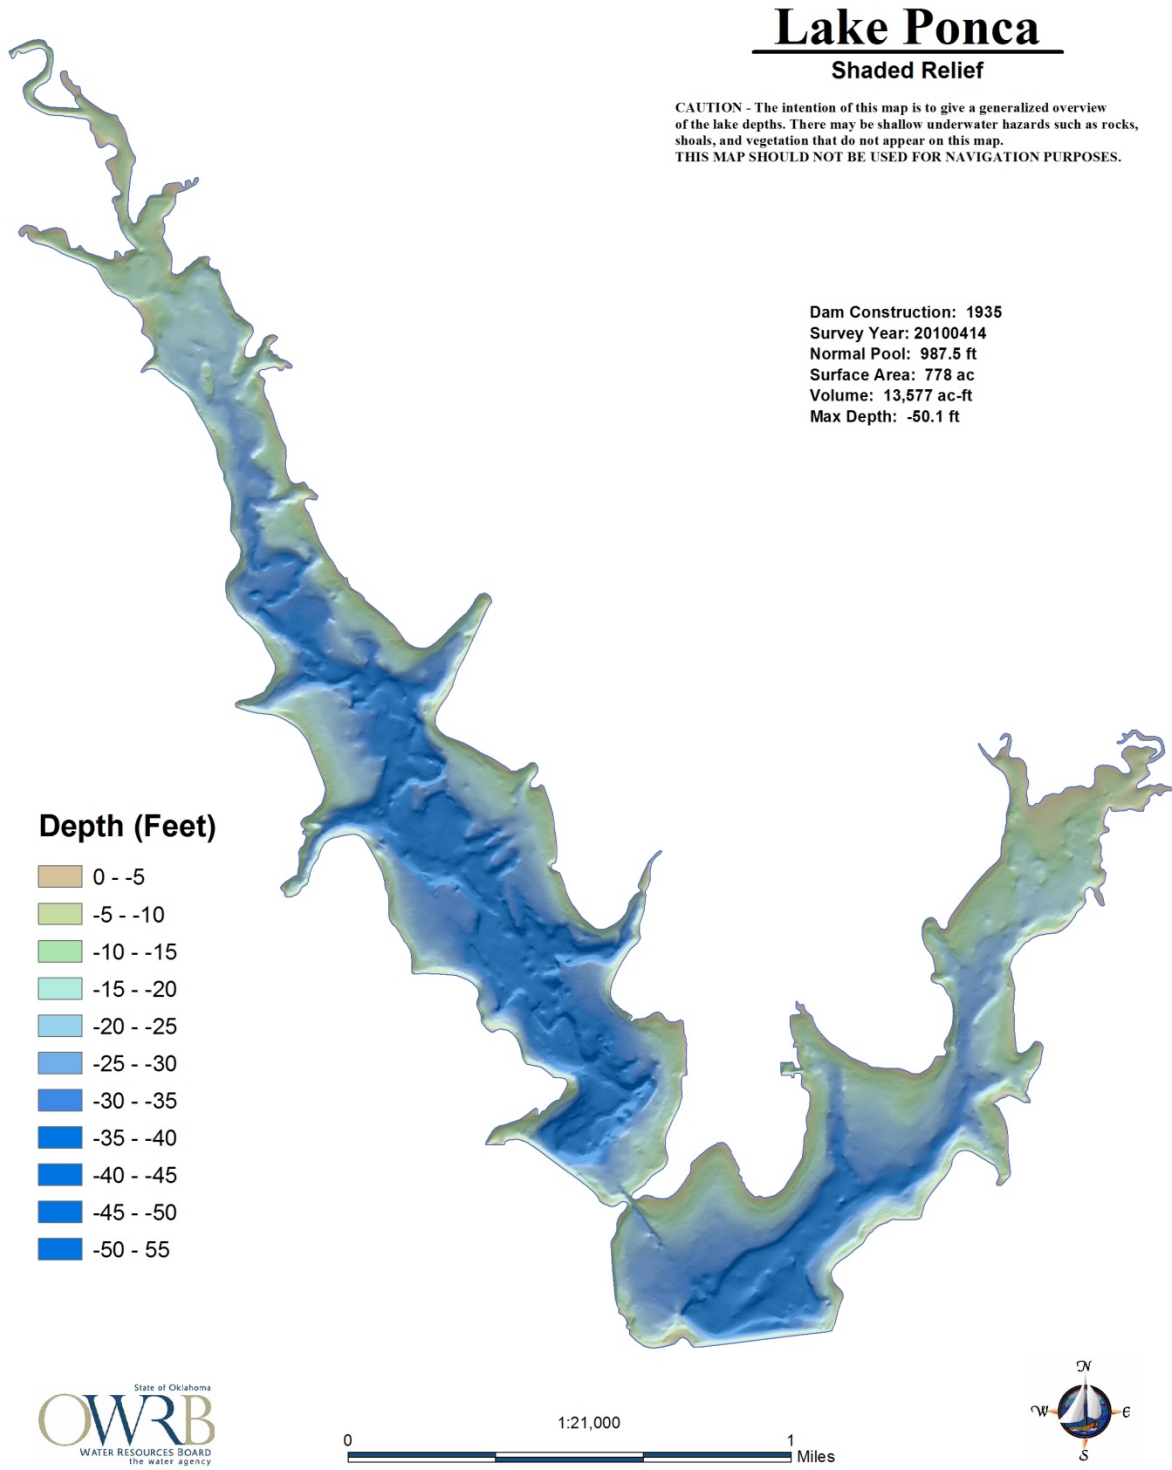 Lake Ponca
Shaded Relief
CAUTION - The intention of this map is to give a generalized overview
of the lake depths. There may be shallow underwater hazards such as rocks,
shoals, and vegetation that do not appear on this map.
THIS MAP SHOULD NOT BE USED FOR NAVIGATION PURPOSES.
Dam Construction: 1935
Survey Year: 20100414
Normal Pool: 987.5 ft
Surface Area: 778 ac
Volume: 13,577 ac-ft
Max Depth: -50.1 ft
Depth (Feet)
0 - -5
-5 - -10
-10 - -15
-15 - -20
-20 - -25
-25 - -30
-30 - -35
-35 - -40
-40 - -45
-45 - -50
-50 - 55
State of Oklahoma
OWRB
WATER RESOURCES BOARD
the water agency
1:21,000
0 1
Miles
N
W E
S